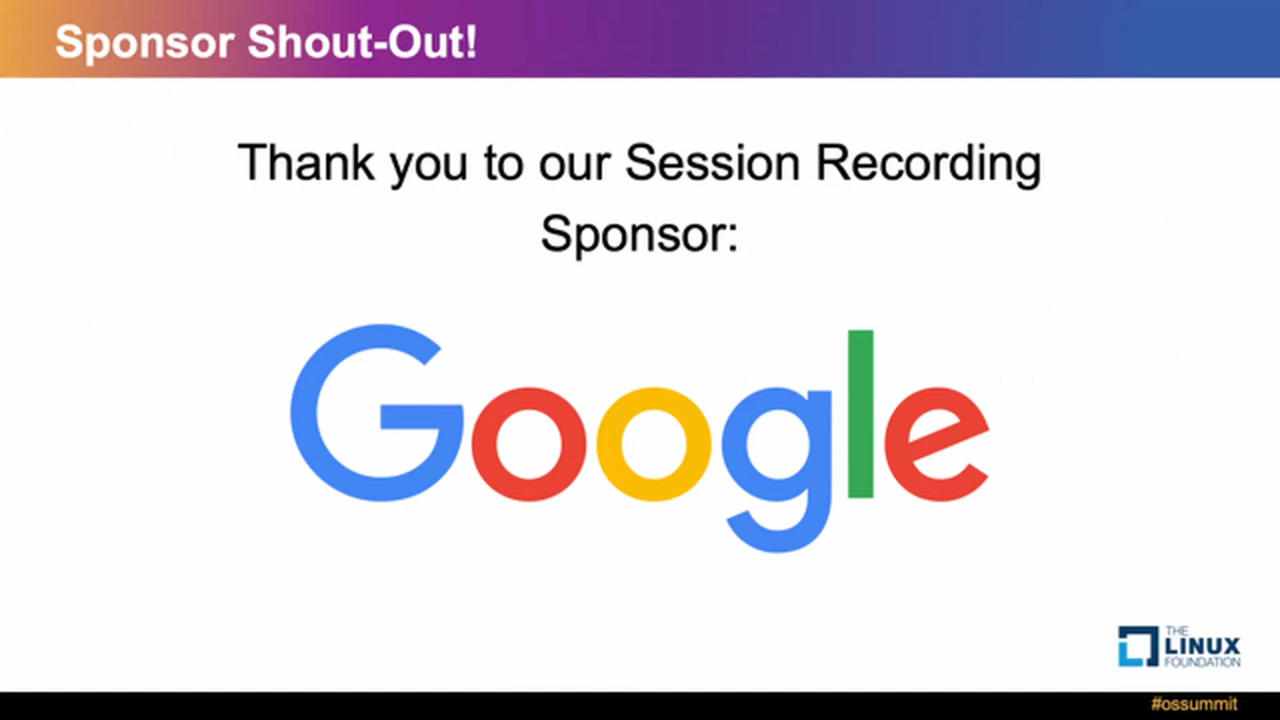 Sponsor Shout-Out!
Thank you to our Session Recording
Sponsor:
Google
THE
LINUX
FOUNDATION
#ossummit